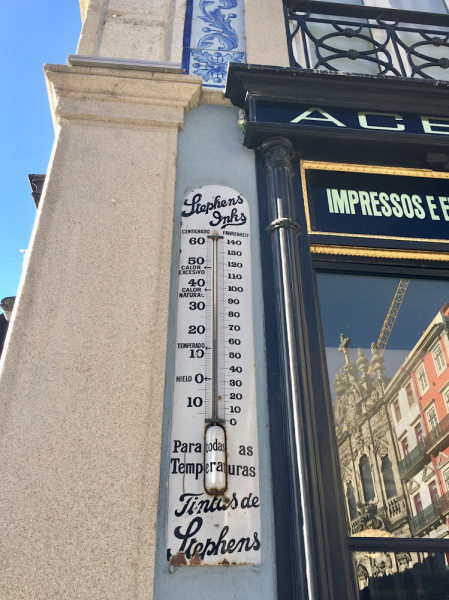 ACE
IMPRESSOS E
Stephens
Inks
CENTIGRADO FAHRENHEIT
60 140
130
50 120
CALOR EXCESIVO 110
40 100
CALOR NATURAL 90
30 80
20 70
60
TEMPERADO 50
10 40
HIELO 0 30
20
10 10
0
Para todas as
Temperaturas
Tintas de
Stephens